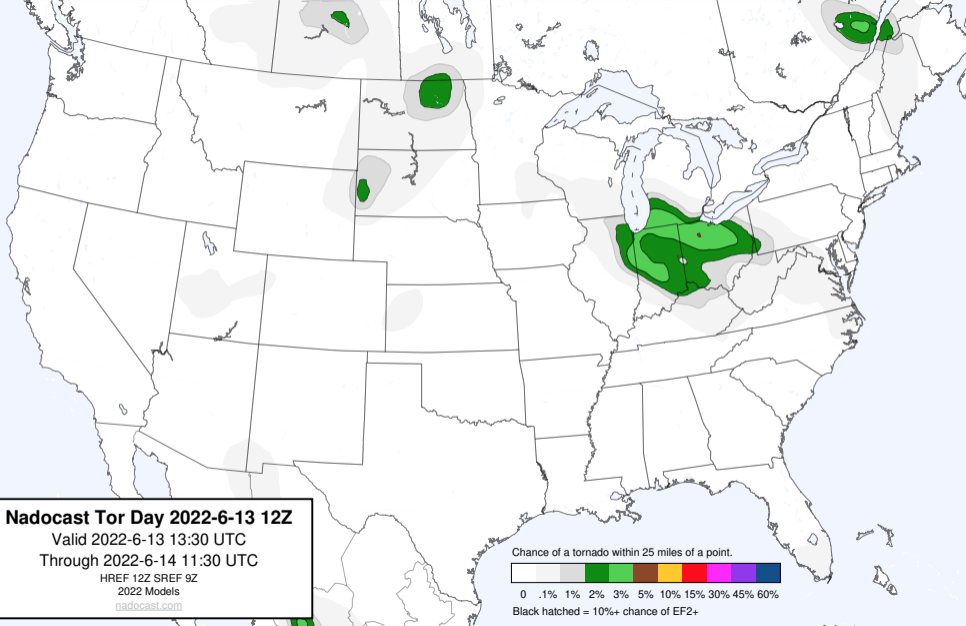 Nadocast Tor Day 2022-6-13 12Z
Valid 2022-6-13 13:30 UTC
Through 2022-6-14 11:30 UTC
HREF 12Z SREF 9Z
2022 Models
nadocast.com
Chance of a tornado within 25 miles of a point.
0 .1% 1% 2% 3% 5% 10% 15% 30% 45% 60%
Black hatched = 10%+ chance of EF2+